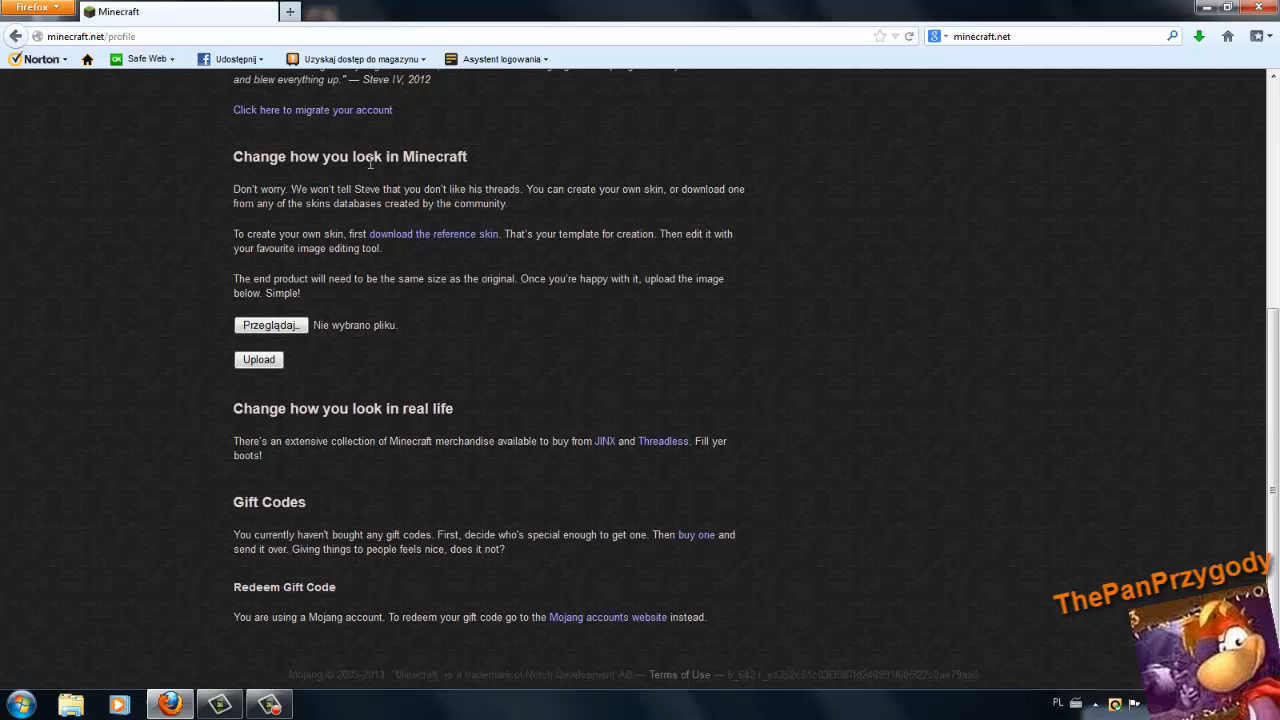 Firefox
Minecraft
minecraft.net/profile
minecraft.net
Norton
Safe Web
Udostępnij
Uzyskaj dostęp do magazynu
Asystent logowania
and blew everything up." — Steve IV, 2012
Click here to migrate your account
Change how you look in Minecraft
Don't worry. We won't tell Steve that you don't like his threads. You can create your own skin, or download one
from any of the skins databases created by the community.
To create your own skin, first download the reference skin. That's your template for creation. Then edit it with
your favourite image editing tool.
The end product will need to be the same size as the original. Once you're happy with it, upload the image
below. Simple!
Przeglądaj... Nie wybrano pliku.
Upload
Change how you look in real life
There's an extensive collection of Minecraft merchandise available to buy from JINX and Threadless. Fill yer
boots!
Gift Codes
You currently haven't bought any gift codes. First, decide who's special enough to get one. Then buy one and
send it over. Giving things to people feels nice, does it not?
Redeem Gift Code
You are using a Mojang account. To redeem your gift code go to the Mojang accounts website instead.
ThePanPrzygody
Mojang © 2009-2013. "Minecraft" is a trademark of Notch Development AB — Terms of Use —
PL